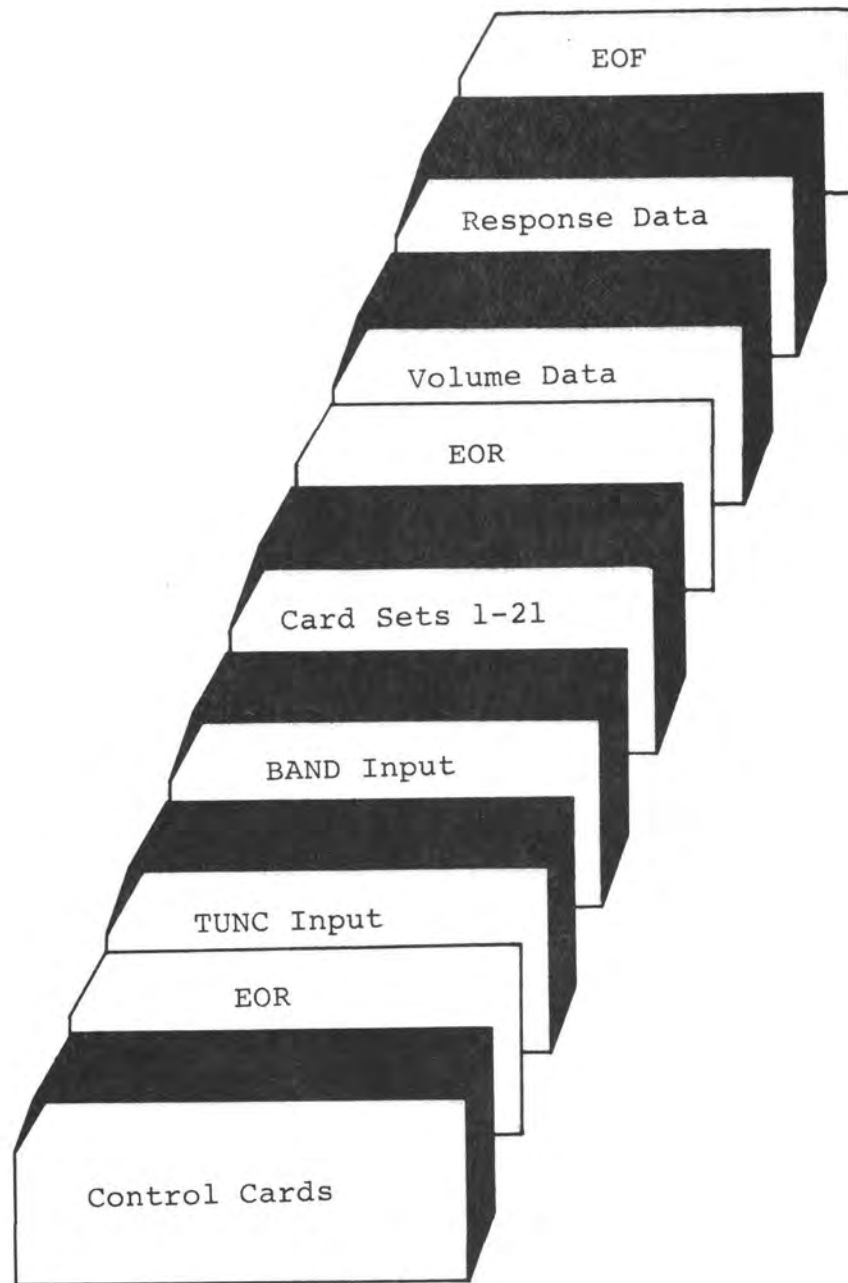 EOF
Response Data
Volume Data
EOR
Card Sets 1-21
BAND Input
TUNC Input
EOR
Control Cards